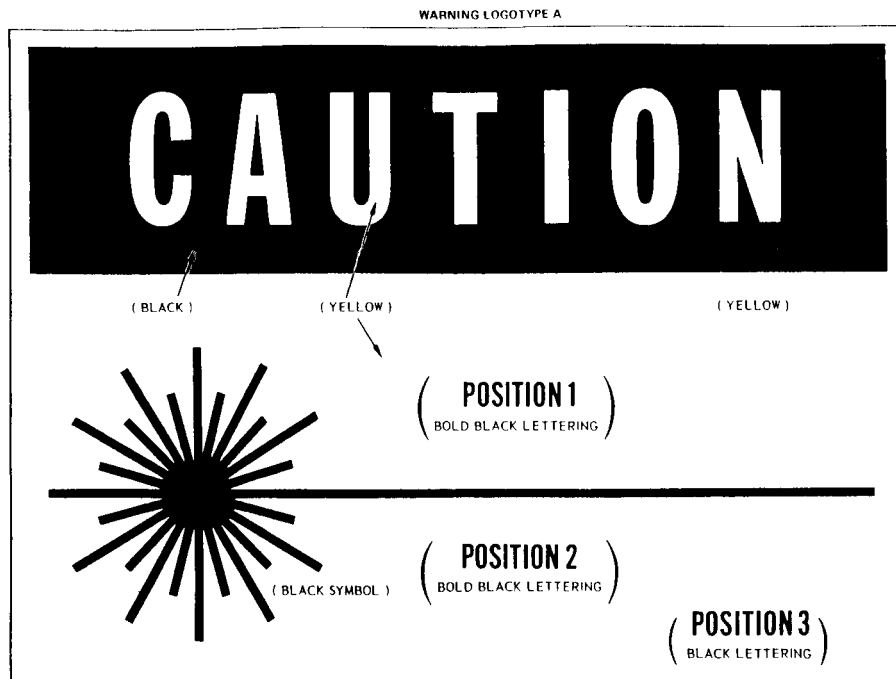 WARNING LOGOTYPE A
CAUTION
( BLACK ) ( YELLOW ) ( YELLOW )
( POSITION 1
BOLD BLACK LETTERING )
( POSITION 2
BOLD BLACK LETTERING )
( BLACK SYMBOL )
( POSITION 3
BLACK LETTERING )